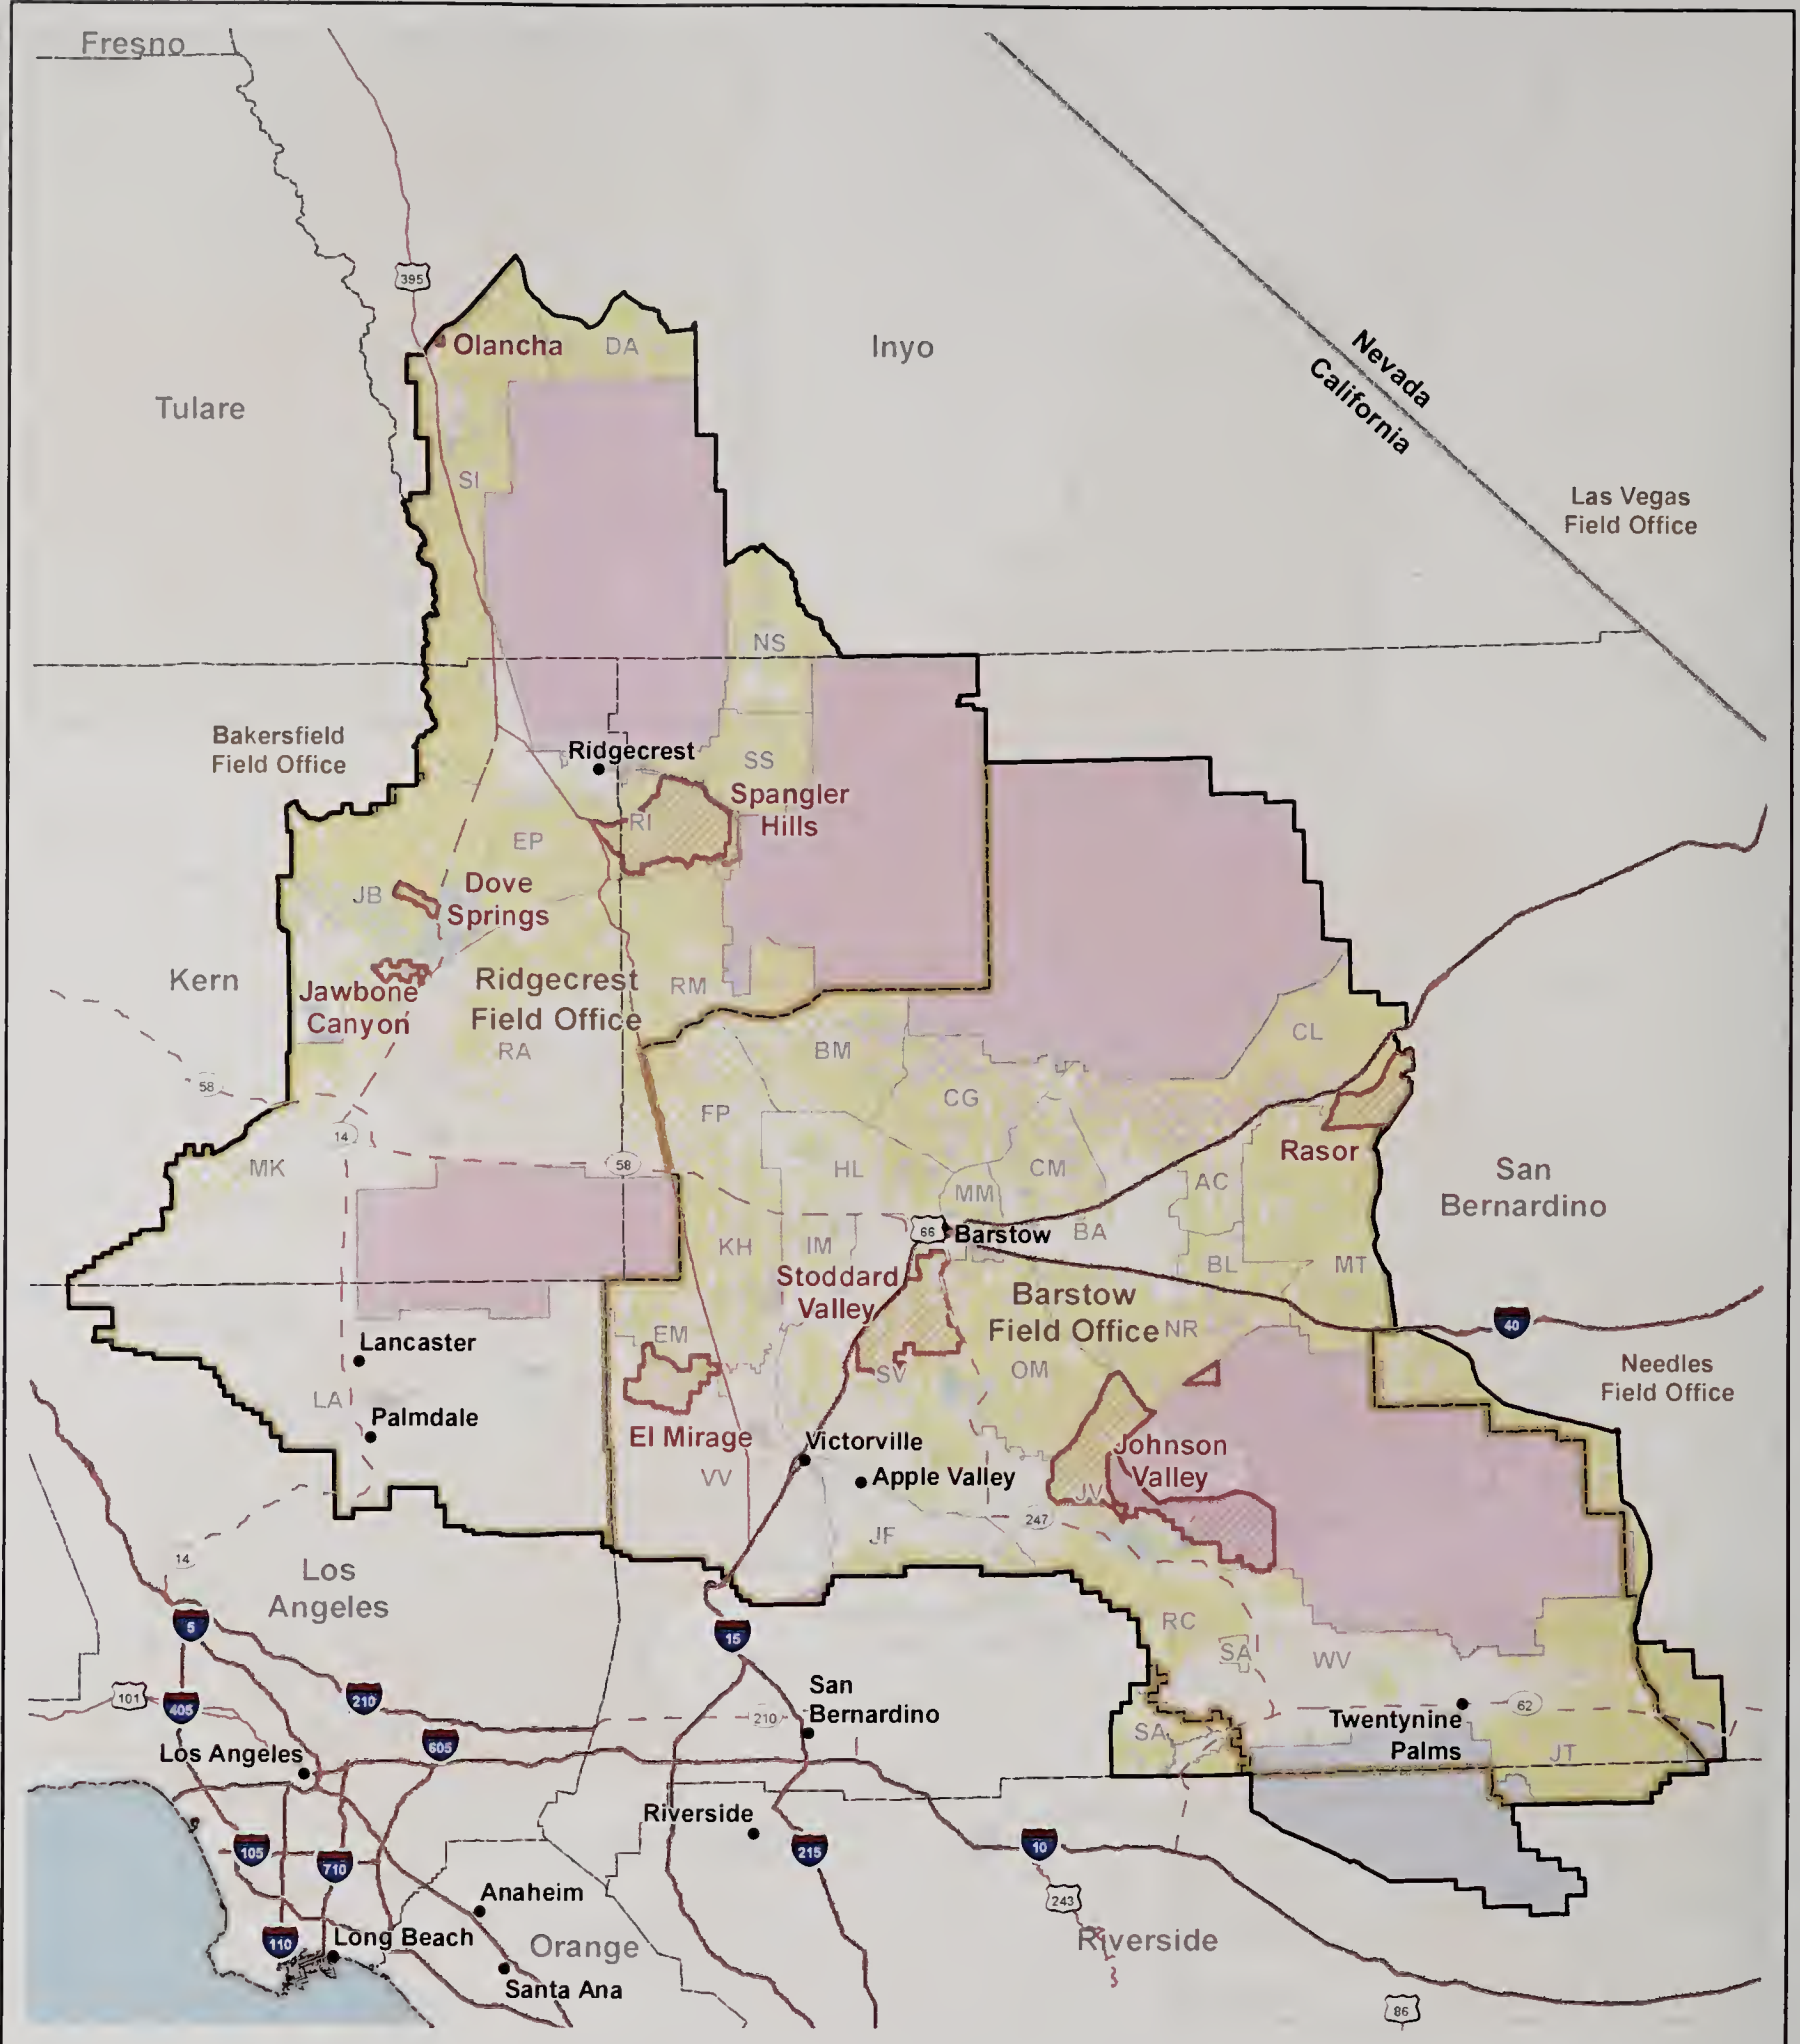 Fresno
395
Olancha
DA
Inyo
Nevada
California
Tulare
SI
Las Vegas
Field Office
NS
Bakersfield
Field Office
Ridgecrest
SS
Spangler
Hills
RI
EP
JB
Dove
Springs
Kern
Jawbone
Canyon
Ridgecrest
Field Office
RM
RA
BM
CL
58
CG
FP
14
Rasor
MK
58
HL
CM
MM
AC
San
Bernardino
66
Barstow
BA
KH
IM
BL
MT
Stoddard
Valley
Barstow
Field Office
NR
40
EM
Lancaster
SV
OM
Needles
Field Office
LA
Palmdale
El Mirage
Victorville
Johnson
Valley
VV
Apple Valley
JV
247
JF
14
Los
Angeles
5
15
RC
SA
WV
101
405
210
San
Bernardino
210
62
Twentynine
Palms
605
Los Angeles
SA
JT
Riverside
105
710
215
10
Anaheim
243
110
Long Beach
Orange
Riverside
Santa Ana
86